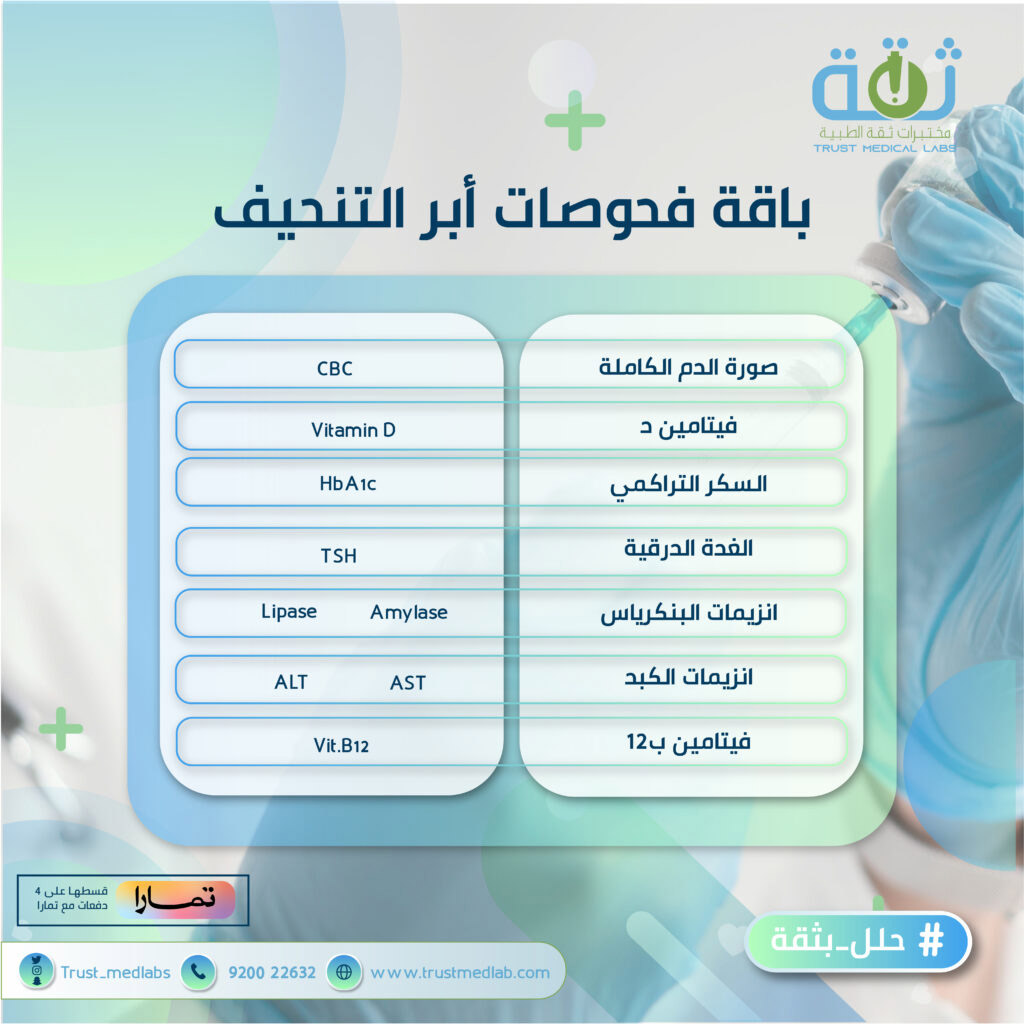 ثقة
مختبرات ثقة الطبية
TRUST MEDICAL LABS
باقة فحوصات أبر التنحيف
صورة الدم الكاملة CBC
فيتامين د Vitamin D
السكر التراكمي HbA1c
الغدة الدرقية TSH
انزيمات البنكرياس Lipase Amylase
انزيمات الكبد ALT AST
فيتامين ب12 Vit.B12
تمارا
قسطها على 4
دفعات مع تمارا
# حلل_بثقة
Trust_medlabs 9200 22632 www.trustmedlab.com